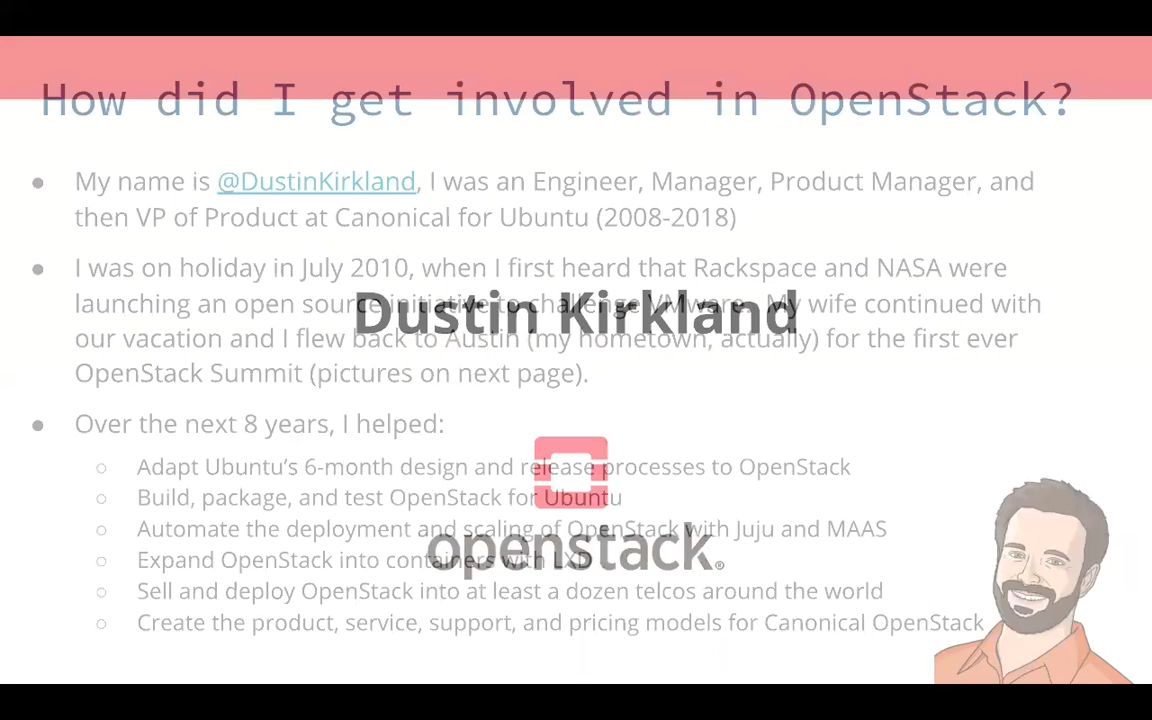 How did I get involved in OpenStack?
● My name is @DustinKirkland, I was an Engineer, Manager, Product Manager, and
then VP of Product at Canonical for Ubuntu (2008-2018)
● I was on holiday in July 2010, when I first heard that Rackspace and NASA were
launching an open source initiative to challenge VMware. My wife continued with
Dustin Kirkland
our vacation and I flew back to Austin (my hometown, actually) for the first ever
OpenStack Summit (pictures on next page).
● Over the next 8 years, I helped:
○ Adapt Ubuntu's 6-month design and release processes to OpenStack
○ Build, package, and test OpenStack for Ubuntu
○ Automate the deployment and scaling of OpenStack with Juju and MAAS
openstack.®
○ Expand OpenStack into containers with LXD
○ Sell and deploy OpenStack into at least a dozen telcos around the world
○ Create the product, service, support, and pricing models for Canonical OpenStack